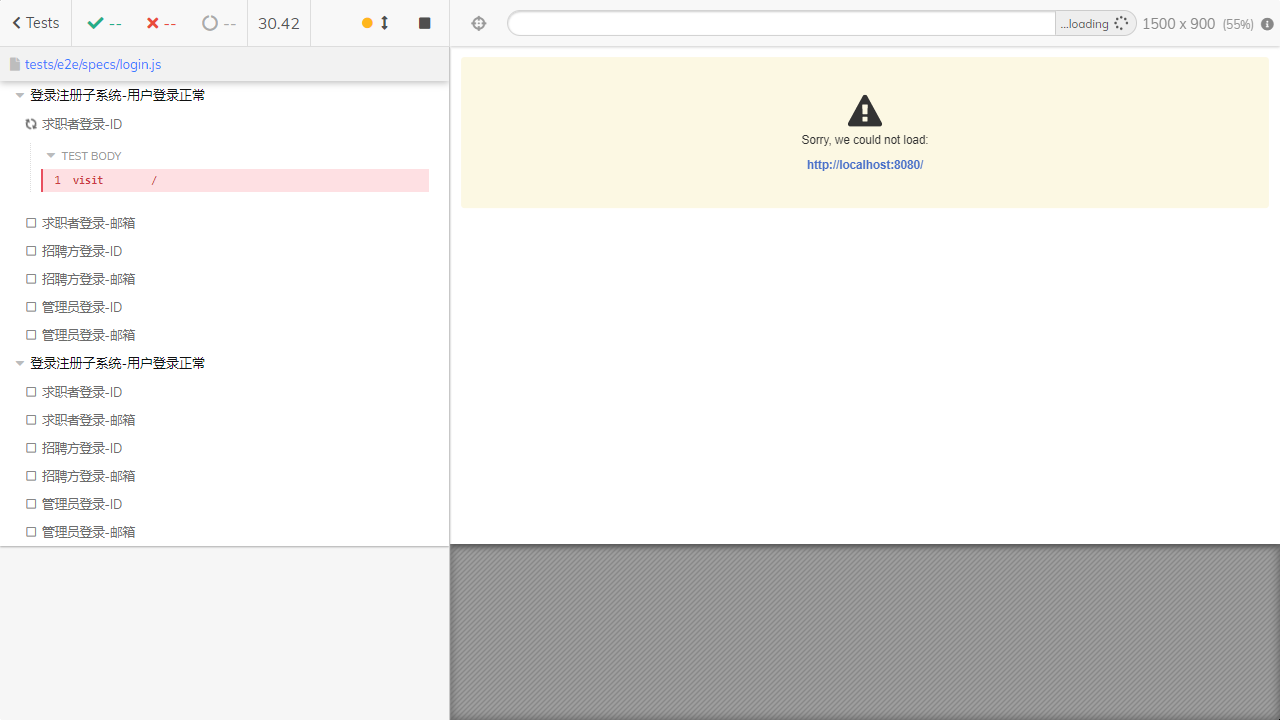 Tests
--
--
--
30.42
...loading
1500 x 900 (55%)
tests/e2e/specs/login.js
登录注册子系统-用户登录正常
求职者登录-ID
TEST BODY
1 visit /
求职者登录-邮箱
招聘方登录-ID
招聘方登录-邮箱
管理员登录-ID
管理员登录-邮箱
登录注册子系统-用户登录正常
求职者登录-ID
求职者登录-邮箱
招聘方登录-ID
招聘方登录-邮箱
管理员登录-ID
管理员登录-邮箱
Sorry, we could not load:
http://localhost:8080/